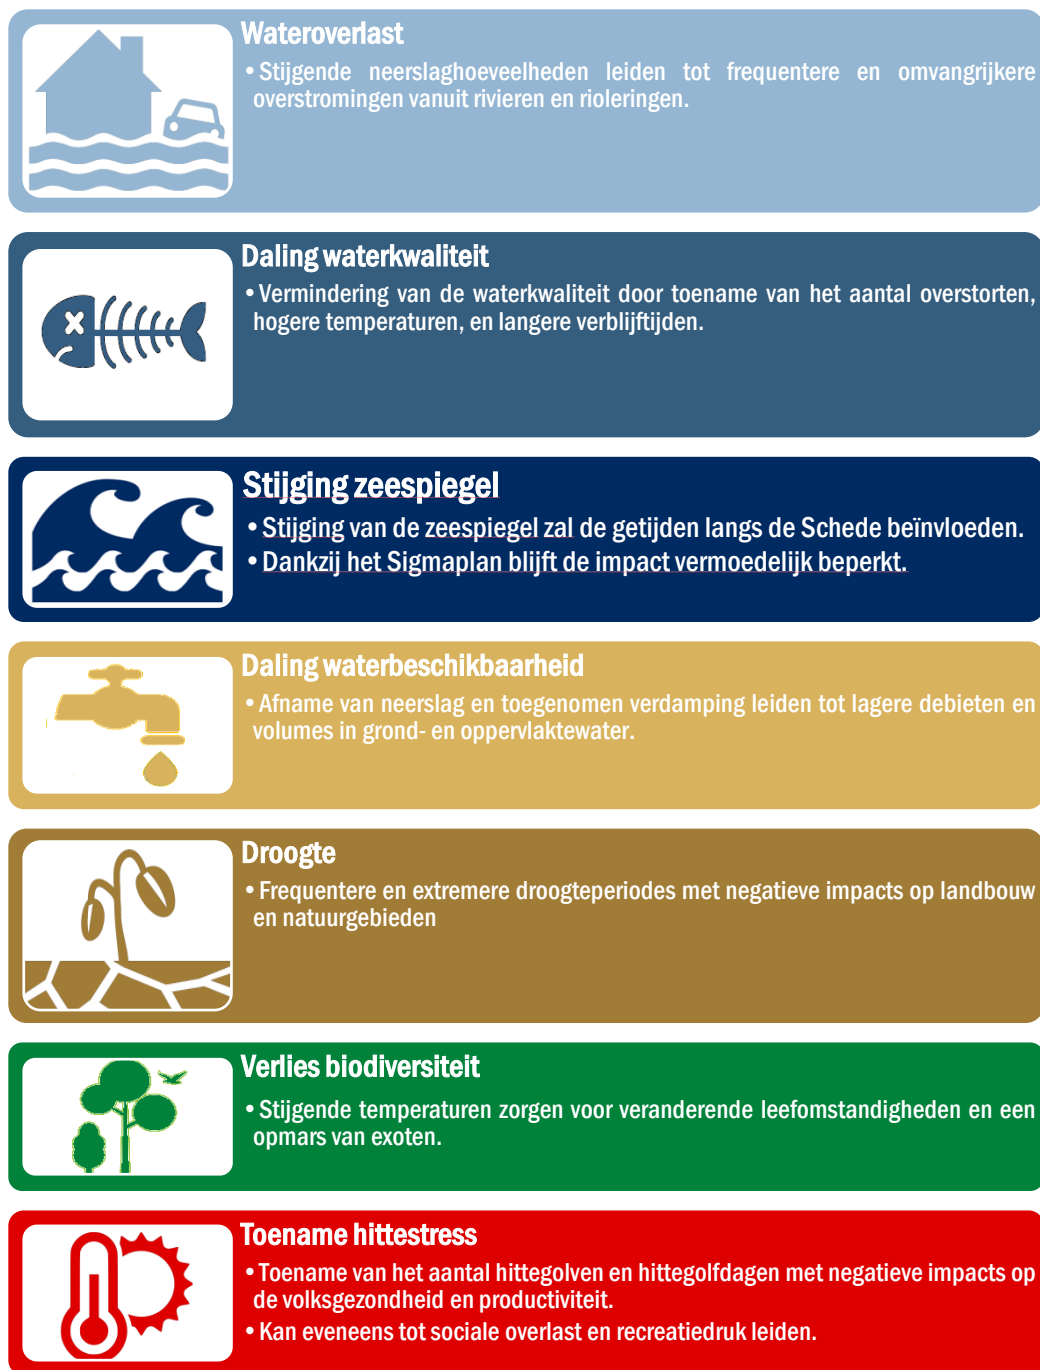 Wateroverlast
• Stijgende neerslaghoeveelheden leiden tot frequentere en omvangrijkere
overstromingen vanuit rivieren en rioleringen.
Daling waterkwaliteit
• Vermindering van de waterkwaliteit door toename van het aantal overstorten,
hogere temperaturen, en langere verblijftijden.
Stijging zeespiegel
• Stijging van de zeespiegel zal de getijden langs de Schede beïnvloeden.
• Dankzij het Sigmaplan blijft de impact vermoedelijk beperkt.
Daling waterbeschikbaarheid
• Afname van neerslag en toegenomen verdamping leiden tot lagere debieten en
volumes in grond- en oppervlaktewater.
Droogte
• Frequentere en extremere droogteperiodes met negatieve impacts op landbouw
en natuurgebieden
Verlies biodiversiteit
• Stijgende temperaturen zorgen voor veranderende leefomstandigheden en een
opmars van exoten.
Toename hittestress
• Toename van het aantal hittegolven en hittegolfdagen met negatieve impacts op
de volksgezondheid en productiviteit.
• Kan eveneens tot sociale overlast en recreatiedruk leiden.